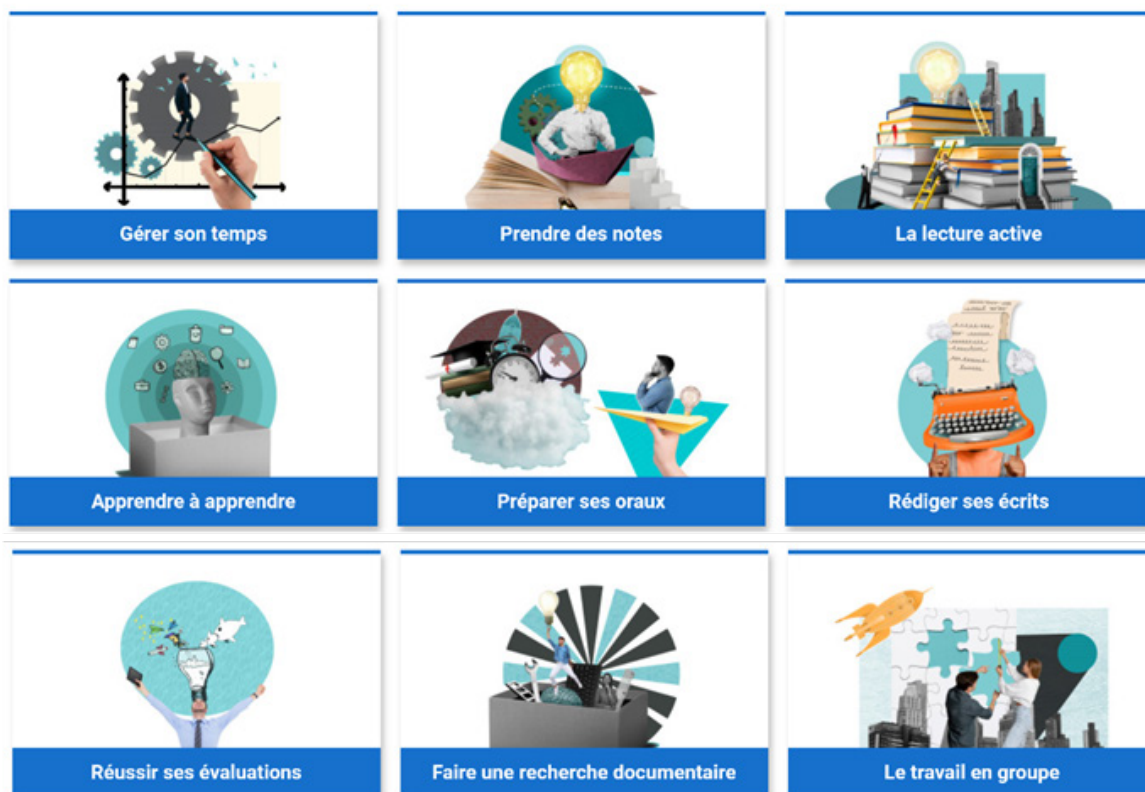 Gérer son temps
Prendre des notes
La lecture active
Apprendre à apprendre
Préparer ses oraux
Rédiger ses écrits
Réussir ses évaluations
Faire une recherche documentaire
Le travail en groupe